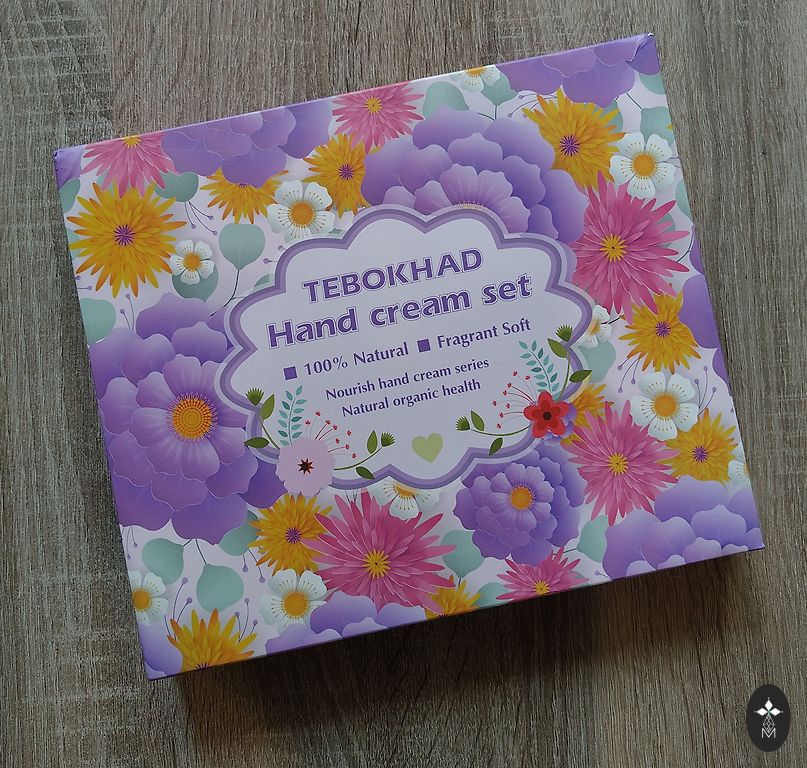 TEBOKHAD
Hand cream set
■ 100% Natural ■ Fragrant Soft
Nourish hand cream series
Natural organic health
M